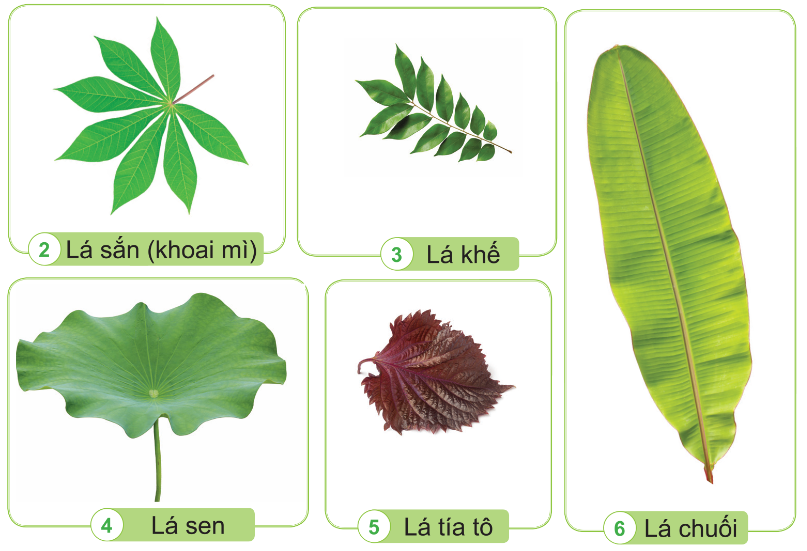 2 Lá sắn (khoai mì)
3 Lá khế
4 Lá sen
5 Lá tía tô
6 Lá chuối